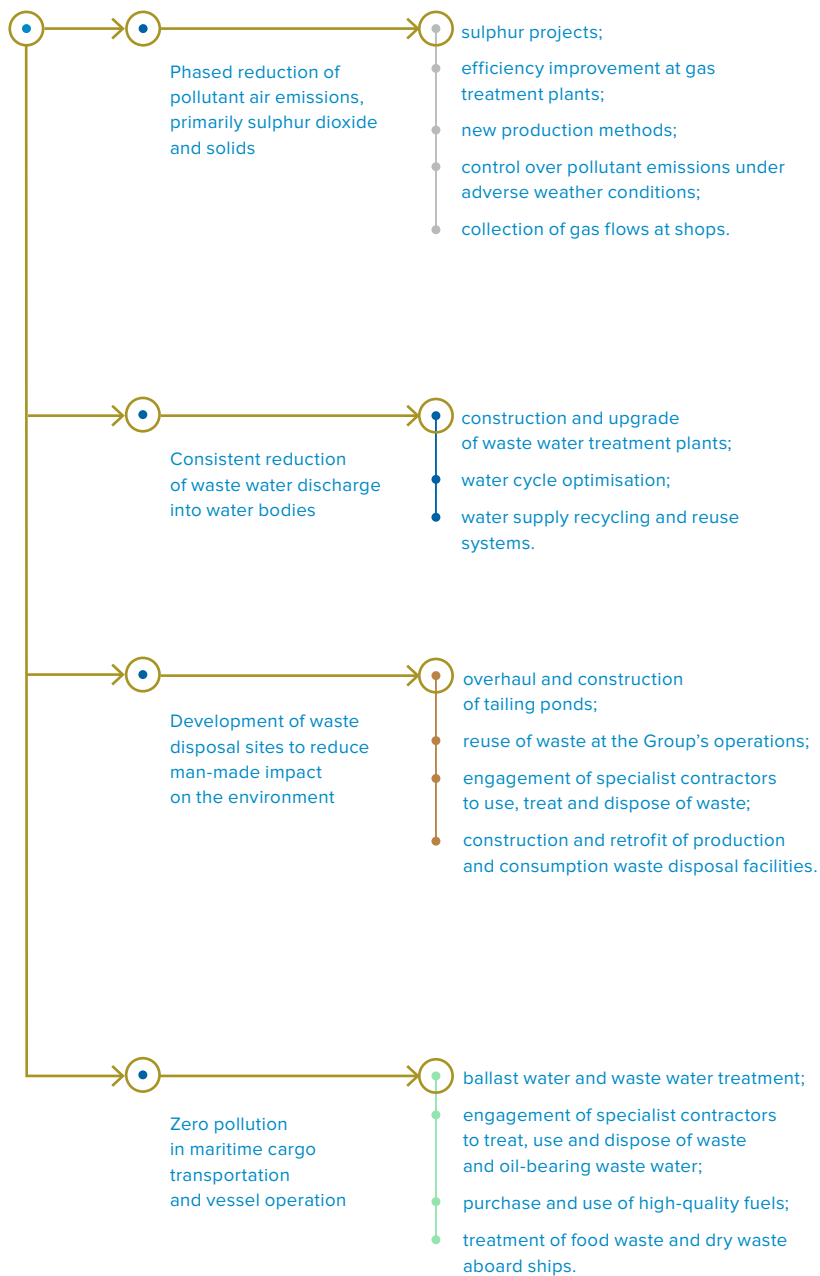 Phased reduction of
pollutant air emissions,
primarily sulphur dioxide
and solids
sulphur projects;
efficiency improvement at gas
treatment plants;
new production methods;
control over pollutant emissions under
adverse weather conditions;
collection of gas flows at shops.
Consistent reduction
of waste water discharge
into water bodies
construction and upgrade
of waste water treatment plants;
water cycle optimisation;
water supply recycling and reuse
systems.
Development of waste
disposal sites to reduce
man-made impact
on the environment
overhaul and construction
of tailing ponds;
reuse of waste at the Group’s operations;
engagement of specialist contractors
to use, treat and dispose of waste;
construction and retrofit of production
and consumption waste disposal facilities.
Zero pollution
in maritime cargo
transportation
and vessel operation
ballast water and waste water treatment;
engagement of specialist contractors
to treat, use and dispose of waste
and oil-bearing waste water;
purchase and use of high-quality fuels;
treatment of food waste and dry waste
aboard ships.